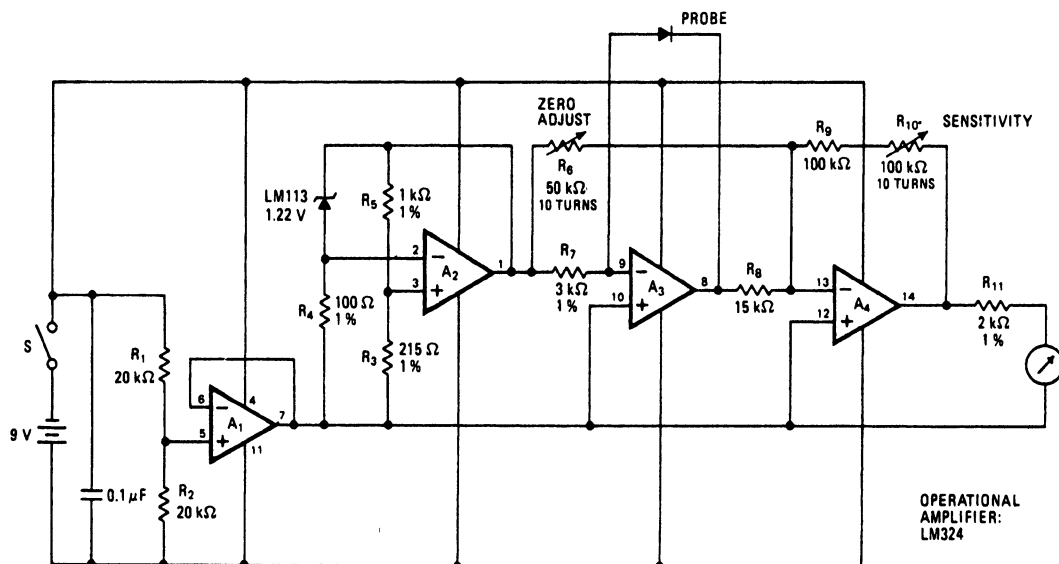 PROBE
ZERO
ADJUST
R6
50 kΩ
10 TURNS
R9
100 kΩ
R10
SENSITIVITY
100 kΩ
10 TURNS
LM113
1.22 V
R5
1 kΩ
1 %
2
−
A2
+
3
1
R7
3 kΩ
1 %
9
−
A3
+
10
8
R8
15 kΩ
13
−
A4
+
12
14
R11
2 kΩ
1 %
R4
100 Ω
1 %
R3
215 Ω
1 %
S
R1
20 kΩ
6
−
A1
+
5
4
7
11
9 V
0.1 μF
R2
20 kΩ
OPERATIONAL
AMPLIFIER:
LM324